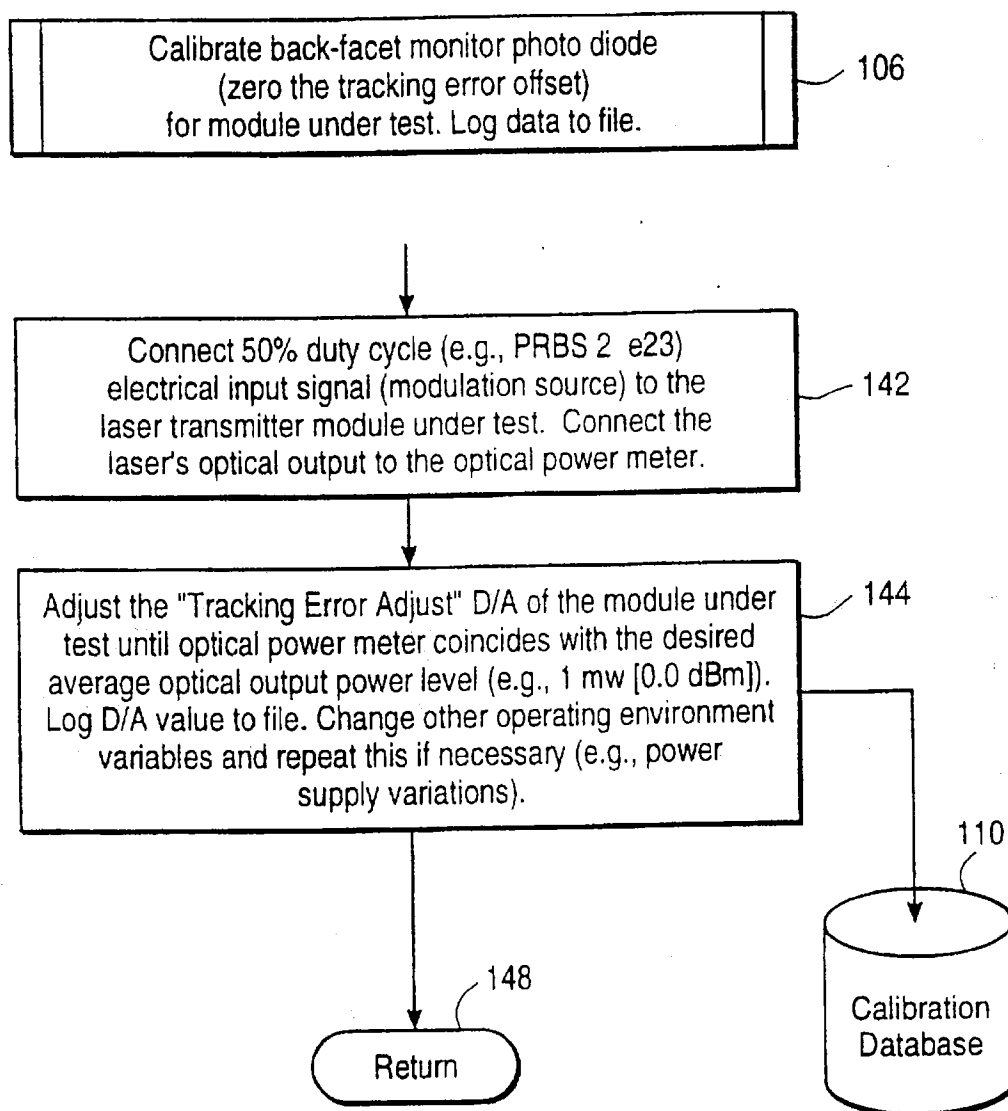 Calibrate back-facet monitor photo diode
(zero the tracking error offset)
for module under test. Log data to file.
106
Connect 50% duty cycle (e.g., PRBS 2 e23)
electrical input signal (modulation source) to the
laser transmitter module under test. Connect the
laser's optical output to the optical power meter.
142
Adjust the "Tracking Error Adjust" D/A of the module under
test until optical power meter coincides with the desired
average optical output power level (e.g., 1 mw [0.0 dBm]).
Log D/A value to file. Change other operating environment
variables and repeat this if necessary (e.g., power
supply variations).
144
110
Calibration
Database
148
Return